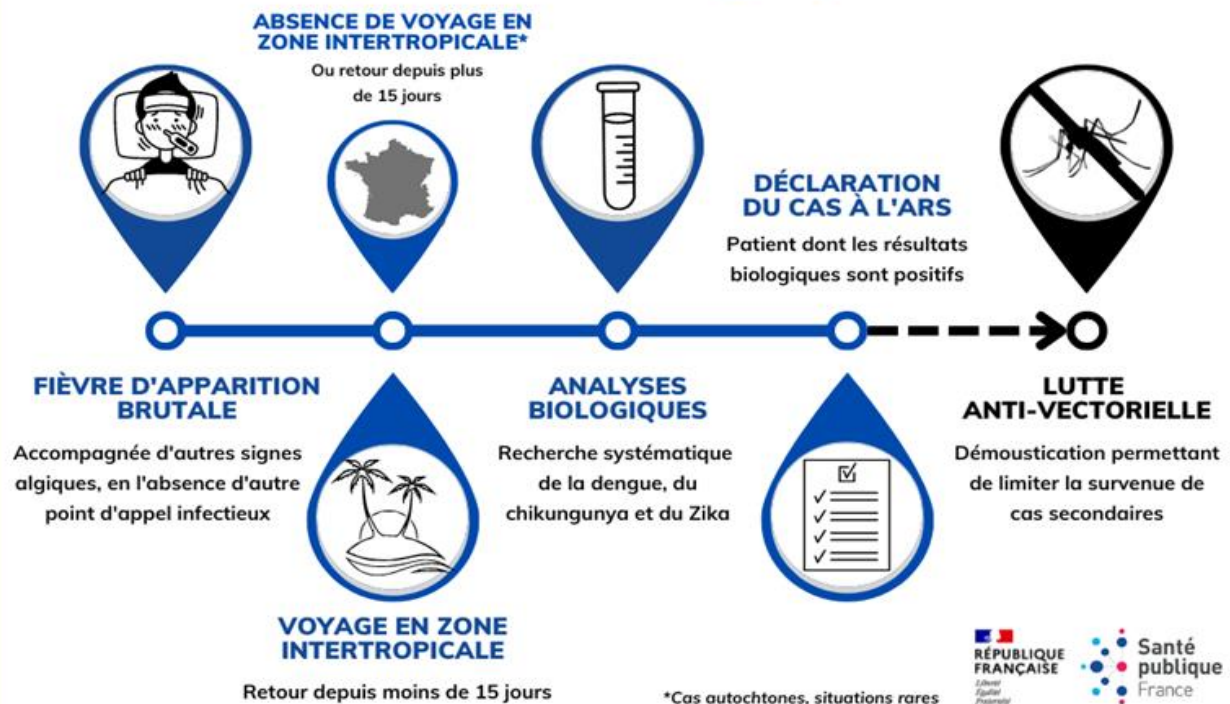 ABSENCE DE VOYAGE EN
ZONE INTERTROPICALE*
Ou retour depuis plus
de 15 jours
DÉCLARATION
DU CAS À L'ARS
Patient dont les résultats
biologiques sont positifs
FIÈVRE D'APPARITION
BRUTALE
Accompagnée d'autres signes
algiques, en l'absence d'autre
point d'appel infectieux
ANALYSES
BIOLOGIQUES
Recherche systématique
de la dengue, du
chikungunya et du Zika
LUTTE
ANTI-VECTORIELLE
Démoustication permettant
de limiter la survenue de
cas secondaires
VOYAGE EN ZONE
INTERTROPICALE
Retour depuis moins de 15 jours
*Cas autochtones, situations rares
RÉPUBLIQUE
FRANÇAISE
Liberté
Égalité
Fraternité
Santé
publique
France